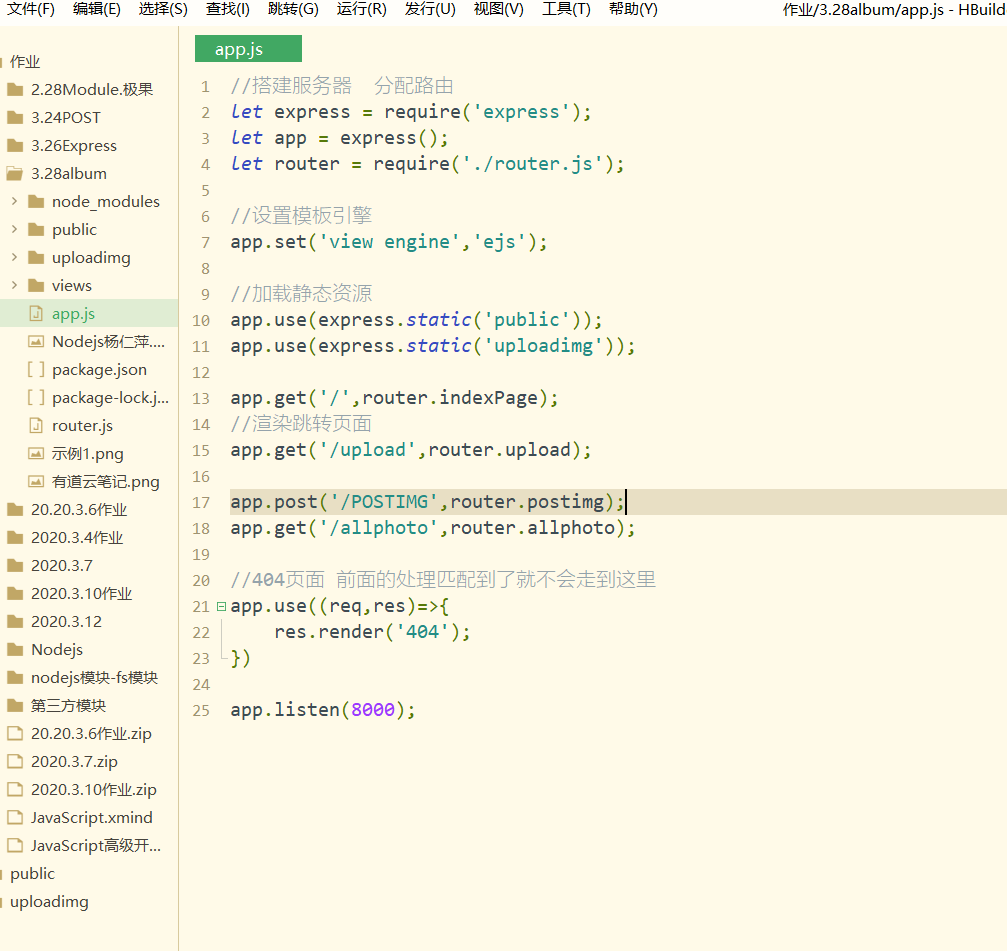 文件(F) 编辑(E) 选择(S) 查找(I) 跳转(G) 运行(R) 发行(U) 视图(V) 工具(T) 帮助(Y) 作业/3.28album/app.js - HBuild
作业
2.28Module.极果
3.24POST
3.26Express
3.28album
node_modules
public
uploadimg
views
app.js
Nodejs杨仁萍....
package.json
package-lock.j...
router.js
示例1.png
有道云笔记.png
20.20.3.6作业
2020.3.4作业
2020.3.7
2020.3.10作业
2020.3.12
Nodejs
nodejs模块-fs模块
第三方模块
20.20.3.6作业.zip
2020.3.7.zip
2020.3.10作业.zip
JavaScript.xmind
JavaScript高级开...
public
uploadimg
app.js
1 //搭建服务器  分配路由
2 let express = require('express');
3 let app = express();
4 let router = require('./router.js');
5
6 //设置模板引擎
7 app.set('view engine','ejs');
8
9 //加载静态资源
10 app.use(express.static('public'));
11 app.use(express.static('uploadimg'));
12
13 app.get('/',router.indexPage);
14 //渲染跳转页面
15 app.get('/upload',router.upload);
16
17 app.post('/POSTIMG',router.postimg);
18 app.get('/allphoto',router.allphoto);
19
20 //404页面 前面的处理匹配到了就不会走到这里
21 app.use((req,res)=>{
22     res.render('404');
23 })
24
25 app.listen(8000);